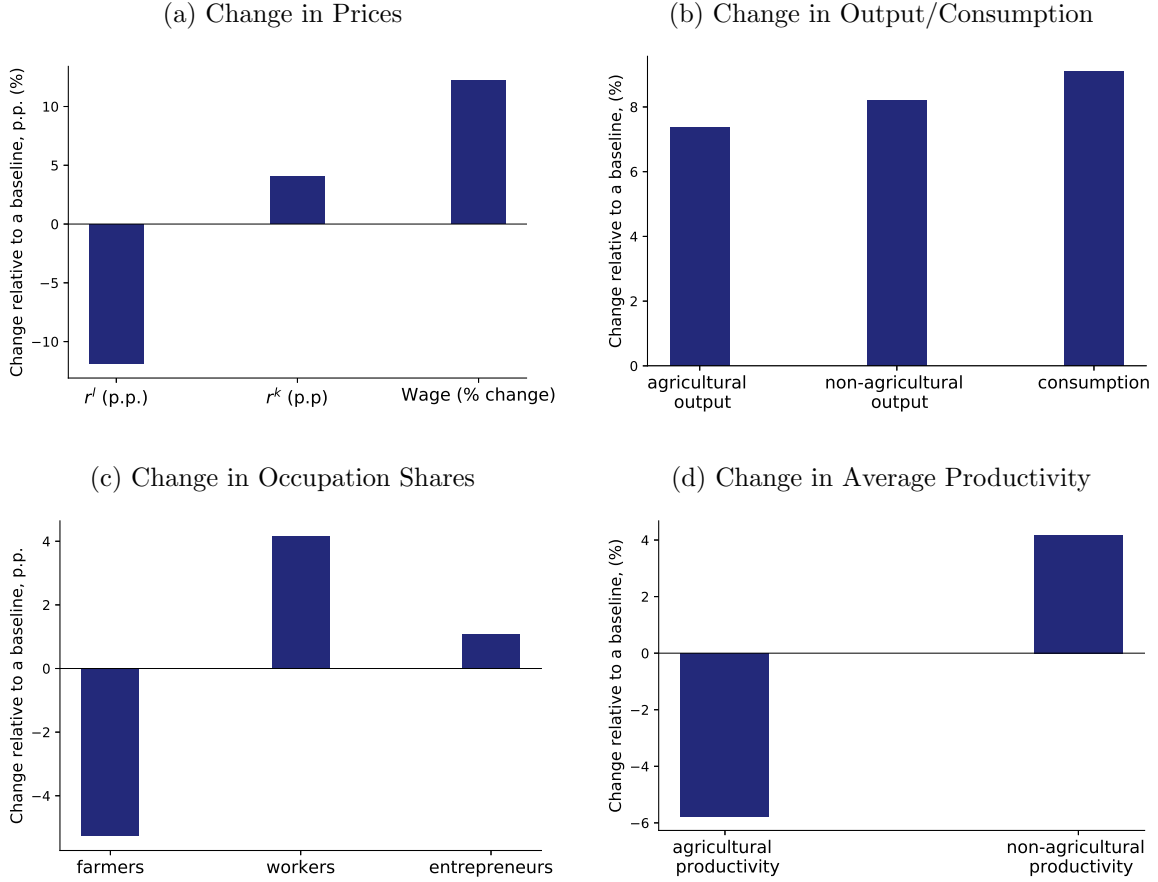 (a) Change in Prices
Change relative to a baseline, p.p. (%)
10
5
0
−5
−10
r^l (p.p.)
r^k (p.p)
Wage (% change)
(b) Change in Output/Consumption
Change relative to a baseline, (%)
8
6
4
2
0
agricultural
output
non-agricultural
output
consumption
(c) Change in Occupation Shares
Change relative to a baseline, p.p.
4
2
0
−2
−4
farmers
workers
entrepreneurs
(d) Change in Average Productivity
Change relative to a baseline, (%)
4
2
0
−2
−4
−6
agricultural
productivity
non-agricultural
productivity